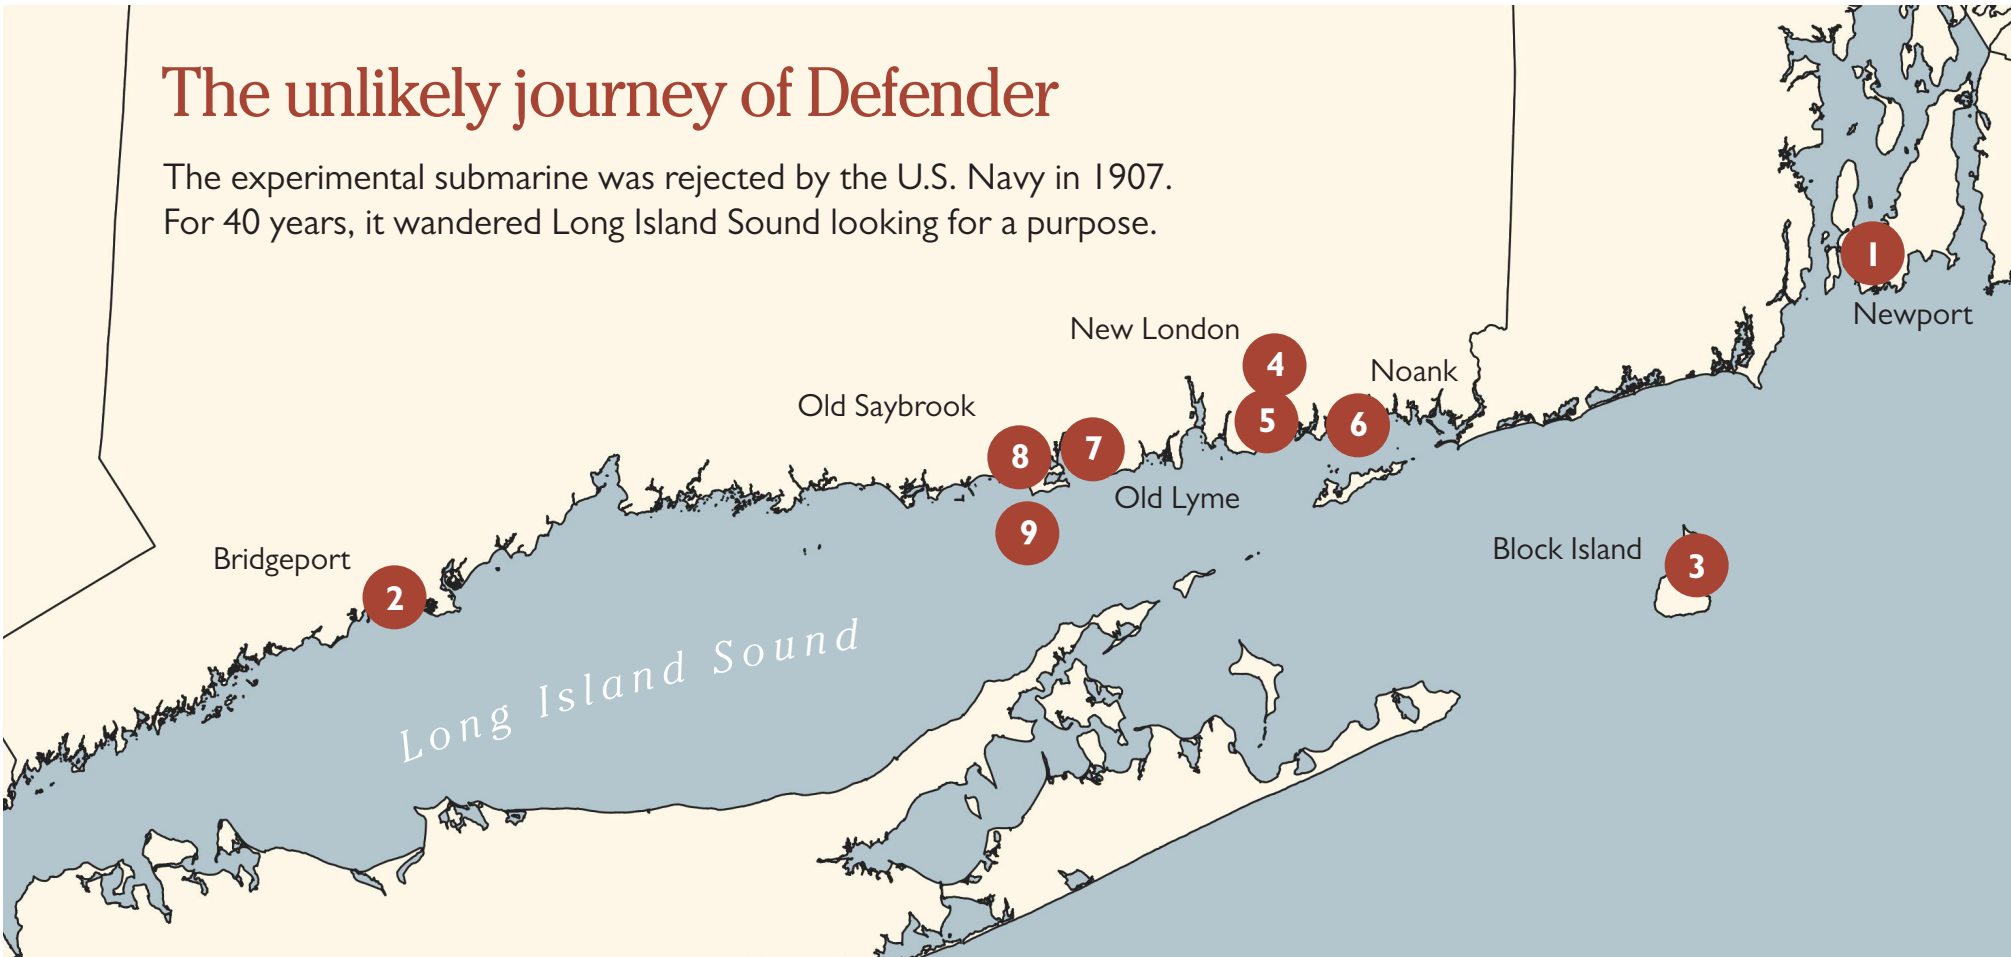 The unlikely journey of Defender
The experimental submarine was rejected by the U.S. Navy in 1907.
For 40 years, it wandered Long Island Sound looking for a purpose.
1
Newport
New London
4
Noank
5
6
Old Saybrook
8
7
Old Lyme
9
Block Island
3
Bridgeport
2
Long Island Sound